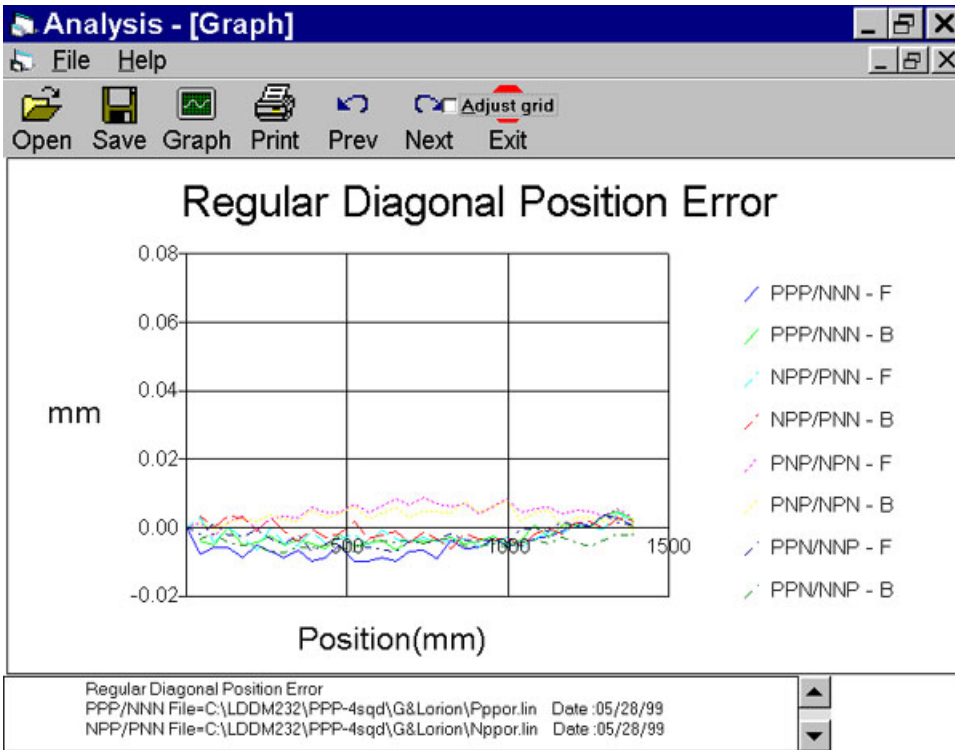 Analysis - [Graph]
File Help
Adjust grid
Open Save Graph Print Prev Next Exit
Regular Diagonal Position Error
0.08
0.06
0.04
0.02
0.00
-0.02
mm
500 1000 1500
Position(mm)
PPP/NNN - F
PPP/NNN - B
NPP/PNN - F
NPP/PNN - B
PNP/NPN - F
PNP/NPN - B
PPN/NNP - F
PPN/NNP - B
Regular Diagonal Position Error
PPP/NNN File=C:\LDDM232\PPP-4sqd\G&Lorion\Pppor.lin Date :05/28/99
NPP/PNN File=C:\LDDM232\PPP-4sqd\G&Lorion\Nppor.lin Date :05/28/99